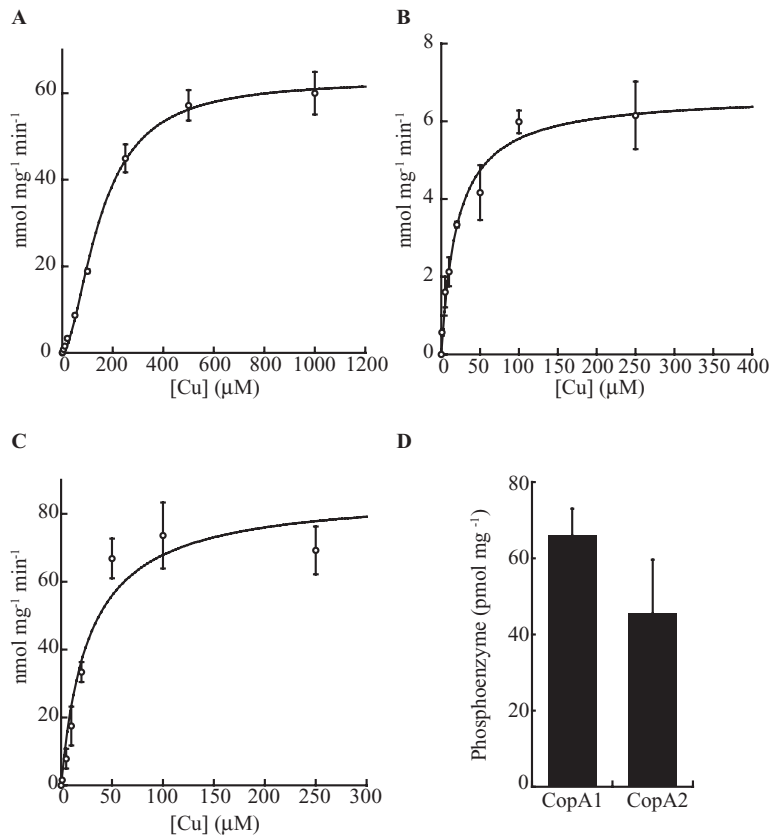 A
B
60
40
20
0
nmol mg⁻¹ min⁻¹
0 200 400 600 800 1000 1200
[Cu] (μM)
8
6
4
2
0
nmol mg⁻¹ min⁻¹
0 50 100 150 200 250 300 350 400
[Cu] (μM)
C
D
80
60
40
20
0
nmol mg⁻¹ min⁻¹
0 50 100 150 200 250 300
[Cu] (μM)
80
60
40
20
0
Phosphoenzyme (pmol mg ⁻¹)
CopA1 CopA2